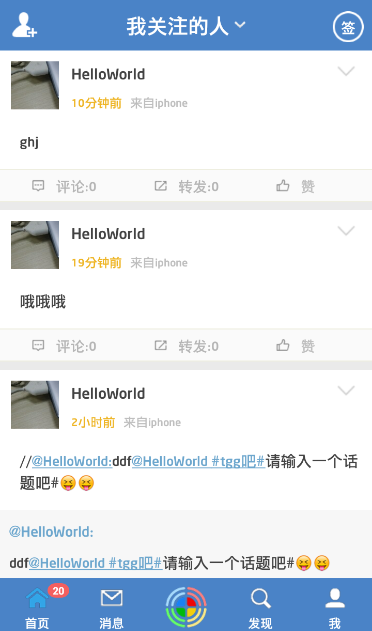 我关注的人
签
HelloWorld
10分钟前 来自iphone
ghj
评论:0 转发:0 赞
HelloWorld
19分钟前 来自iphone
哦哦哦
评论:0 转发:0 赞
HelloWorld
2小时前 来自iphone
//@HelloWorld:ddf@HelloWorld #tgg吧#请输入一个话
题吧#😝😝
@HelloWorld:
ddf@HelloWorld #tgg吧#请输入一个话题吧#😝😝
20
首页 消息 发现 我